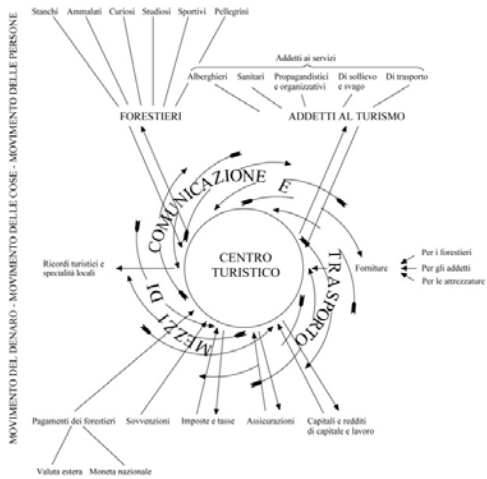 Stanchi Ammalati Curiosi Studiosi Sportivi Pellegrini
Addetti ai servizi
Alberghieri Sanitari Propagandistici e organizzativi Di sollievo e svago Di trasporto
FORESTIERI
ADDETTI AL TURISMO
MEZZI DI COMUNICAZIONE E TRASPORTO
CENTRO
TURISTICO
Ricordi turistici e
specialità locali
Forniture
Per i forestieri
Per gli addetti
Per le attrezzature
Pagamenti dei forestieri
Sovvenzioni
Imposte e tasse
Assicurazioni
Capitali e redditi
di capitale e lavoro
Valuta estera
Moneta nazionale
MOVIMENTO DEL DENARO - MOVIMENTO DELLE COSE - MOVIMENTO DELLE PERSONE